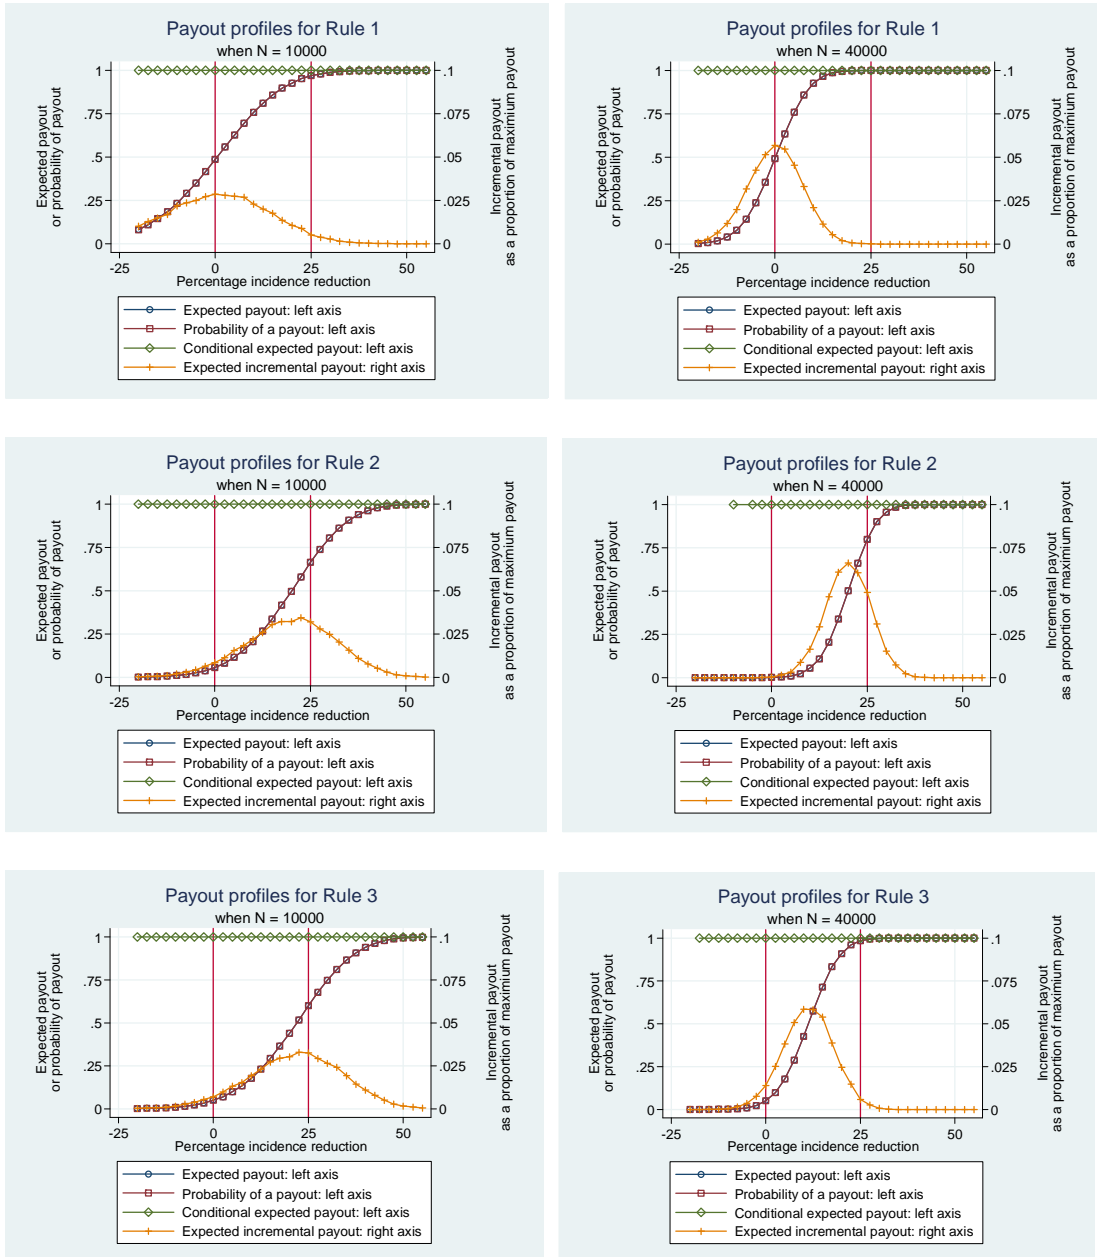 Payout profiles for Rule 1
when N = 10000
Expected payout
or probability of payout
1
.75
.5
.25
0
.1
.075
.05
.025
0
Incremental payout
as a proportion of maximum payout
-25 0 25 50
Percentage incidence reduction
Expected payout: left axis
Probability of a payout: left axis
Conditional expected payout: left axis
Expected incremental payout: right axis
Payout profiles for Rule 1
when N = 40000
Expected payout
or probability of payout
1
.75
.5
.25
0
.1
.075
.05
.025
0
Incremental payout
as a proportion of maximum payout
-25 0 25 50
Percentage incidence reduction
Expected payout: left axis
Probability of a payout: left axis
Conditional expected payout: left axis
Expected incremental payout: right axis
Payout profiles for Rule 2
when N = 10000
Expected payout
or probability of payout
1
.75
.5
.25
0
.1
.075
.05
.025
0
Incremental payout
as a proportion of maximum payout
-25 0 25 50
Percentage incidence reduction
Expected payout: left axis
Probability of a payout: left axis
Conditional expected payout: left axis
Expected incremental payout: right axis
Payout profiles for Rule 2
when N = 40000
Expected payout
or probability of payout
1
.75
.5
.25
0
.1
.075
.05
.025
0
Incremental payout
as a proportion of maximum payout
-25 0 25 50
Percentage incidence reduction
Expected payout: left axis
Probability of a payout: left axis
Conditional expected payout: left axis
Expected incremental payout: right axis
Payout profiles for Rule 3
when N = 10000
Expected payout
or probability of payout
1
.75
.5
.25
0
.1
.075
.05
.025
0
Incremental payout
as a proportion of maximum payout
-25 0 25 50
Percentage incidence reduction
Expected payout: left axis
Probability of a payout: left axis
Conditional expected payout: left axis
Expected incremental payout: right axis
Payout profiles for Rule 3
when N = 40000
Expected payout
or probability of payout
1
.75
.5
.25
0
.1
.075
.05
.025
0
Incremental payout
as a proportion of maximum payout
-25 0 25 50
Percentage incidence reduction
Expected payout: left axis
Probability of a payout: left axis
Conditional expected payout: left axis
Expected incremental payout: right axis